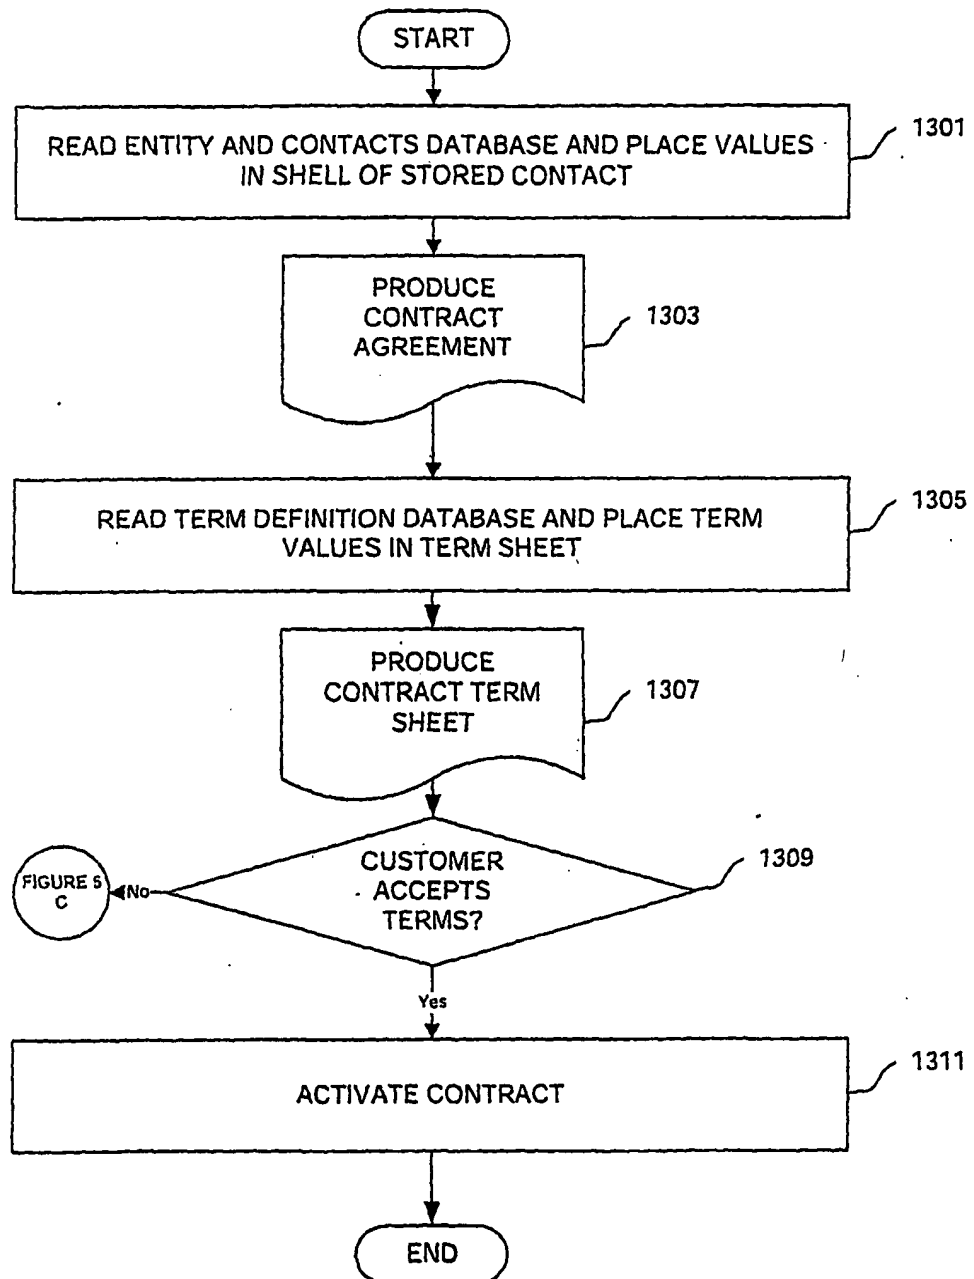 START
READ ENTITY AND CONTACTS DATABASE AND PLACE VALUES
IN SHELL OF STORED CONTACT
1301
PRODUCE
CONTRACT
AGREEMENT
1303
READ TERM DEFINITION DATABASE AND PLACE TERM
VALUES IN TERM SHEET
1305
PRODUCE
CONTRACT TERM
SHEET
1307
CUSTOMER
ACCEPTS
TERMS?
1309
FIGURE 5
C
No
Yes
ACTIVATE CONTRACT
1311
END